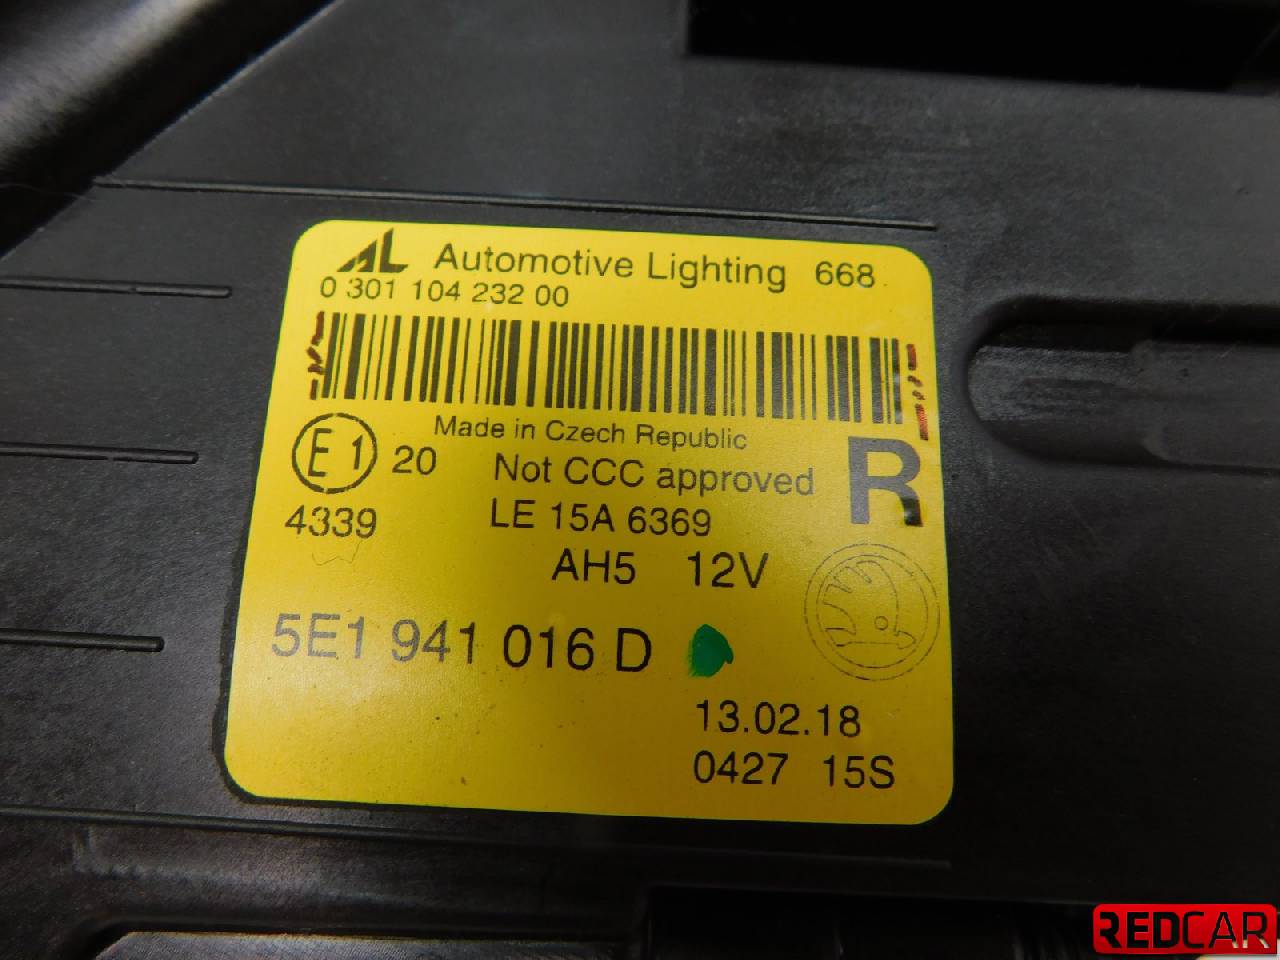 AL Automotive Lighting 668
0 301 104 232 00
Made in Czech Republic
E1 20 Not CCC approved R
4339 LE 15A 6369
AH5 12V
5E1 941 016 D
13.02.18
0427 15S
REDCAR